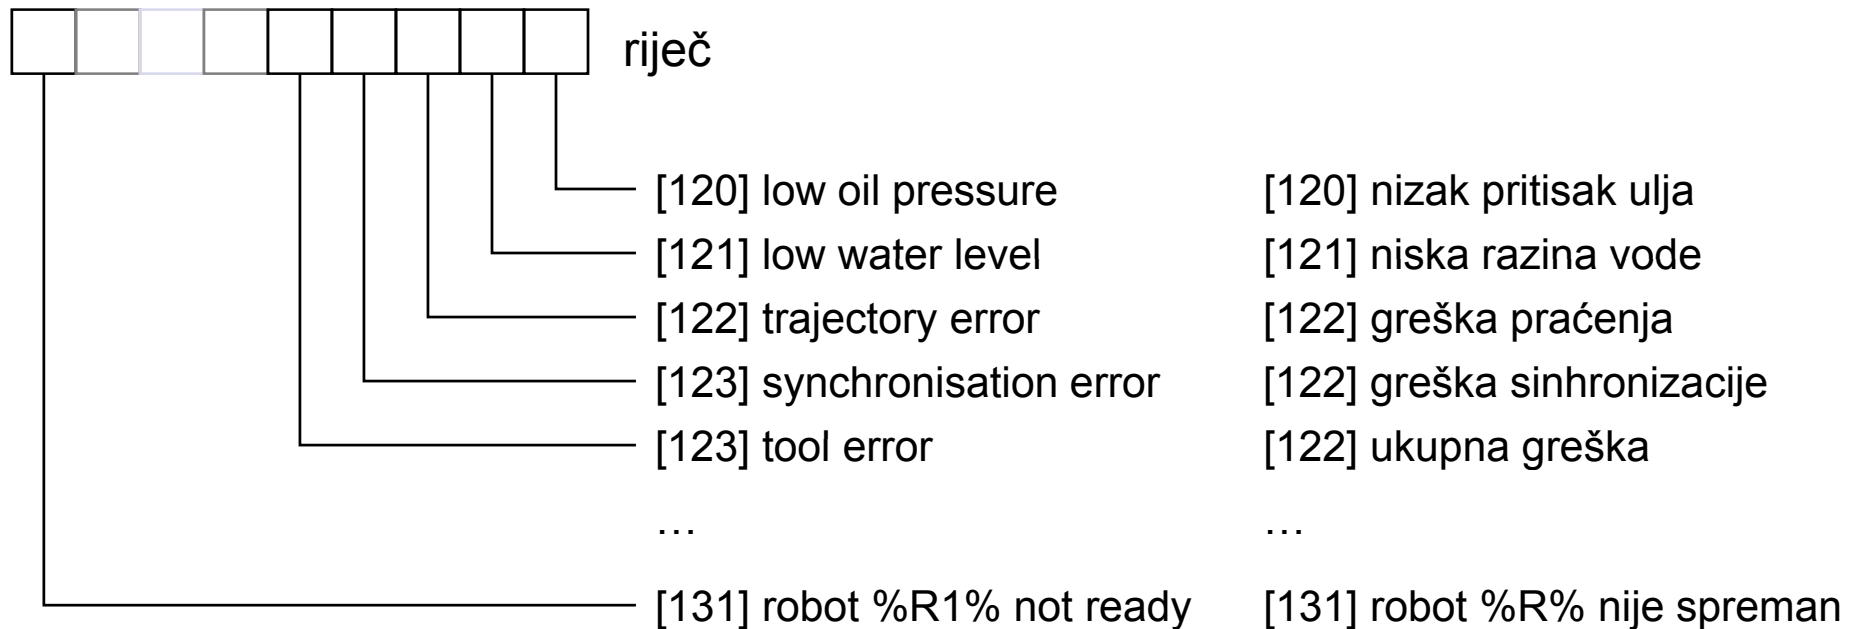 riječ
[120] low oil pressure [120] nizak pritisak ulja
[121] low water level [121] niska razina vode
[122] trajectory error [122] greška praćenja
[123] synchronisation error [122] greška sinhronizacije
[123] tool error [122] ukupna greška
… …
[131] robot %R1% not ready [131] robot %R% nije spreman